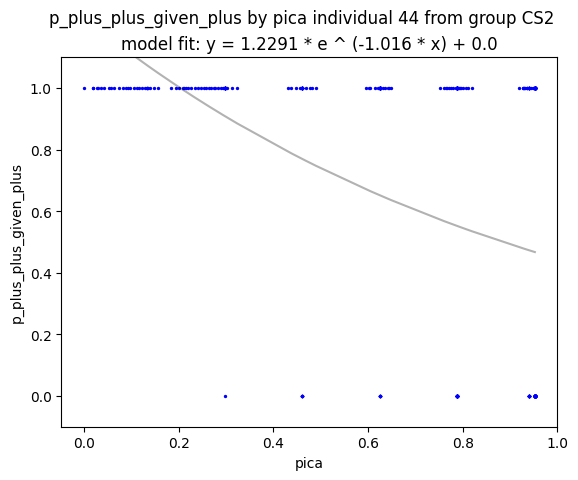 p_plus_plus_given_plus by pica individual 44 from group CS2
model fit: y = 1.2291 * e ^ (-1.016 * x) + 0.0
1.0
0.8
0.6
0.4
0.2
0.0
p_plus_plus_given_plus
0.0 0.2 0.4 0.6 0.8 1.0
pica